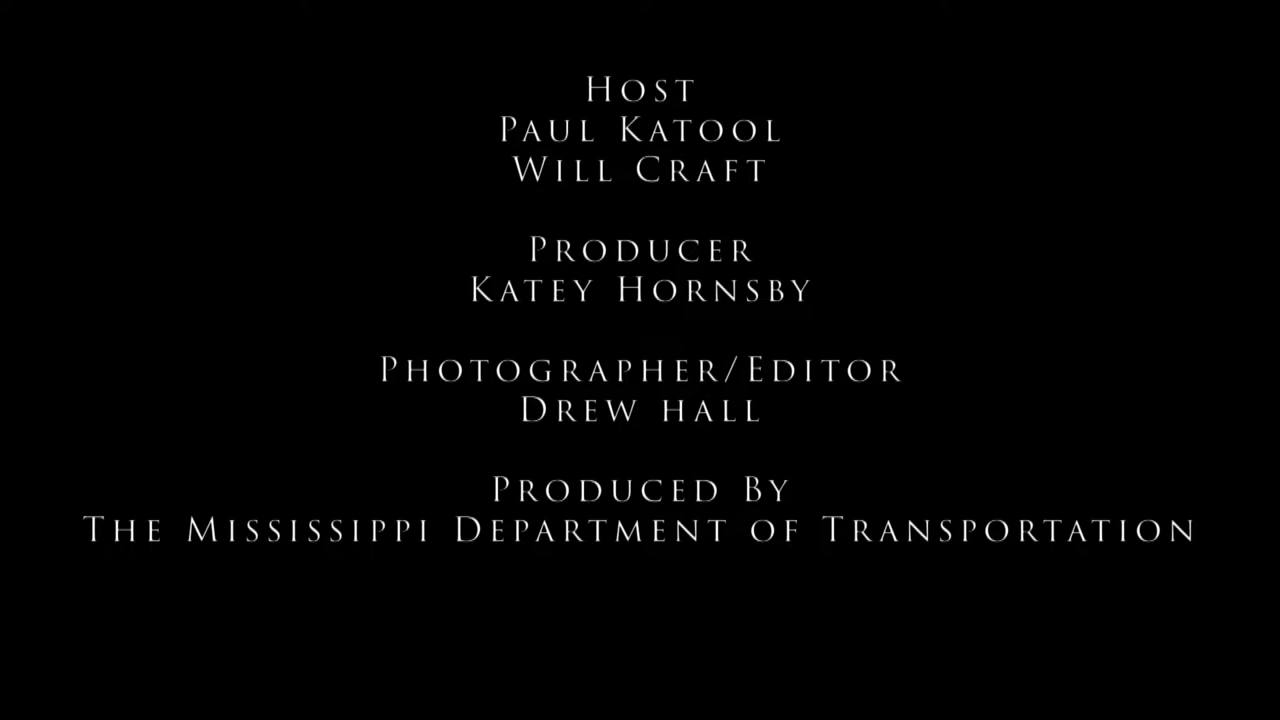 Host
Paul Katool
Will Craft
Producer
Katey Hornsby
Photographer/Editor
Drew hall
Produced By
The Mississippi Department of Transportation